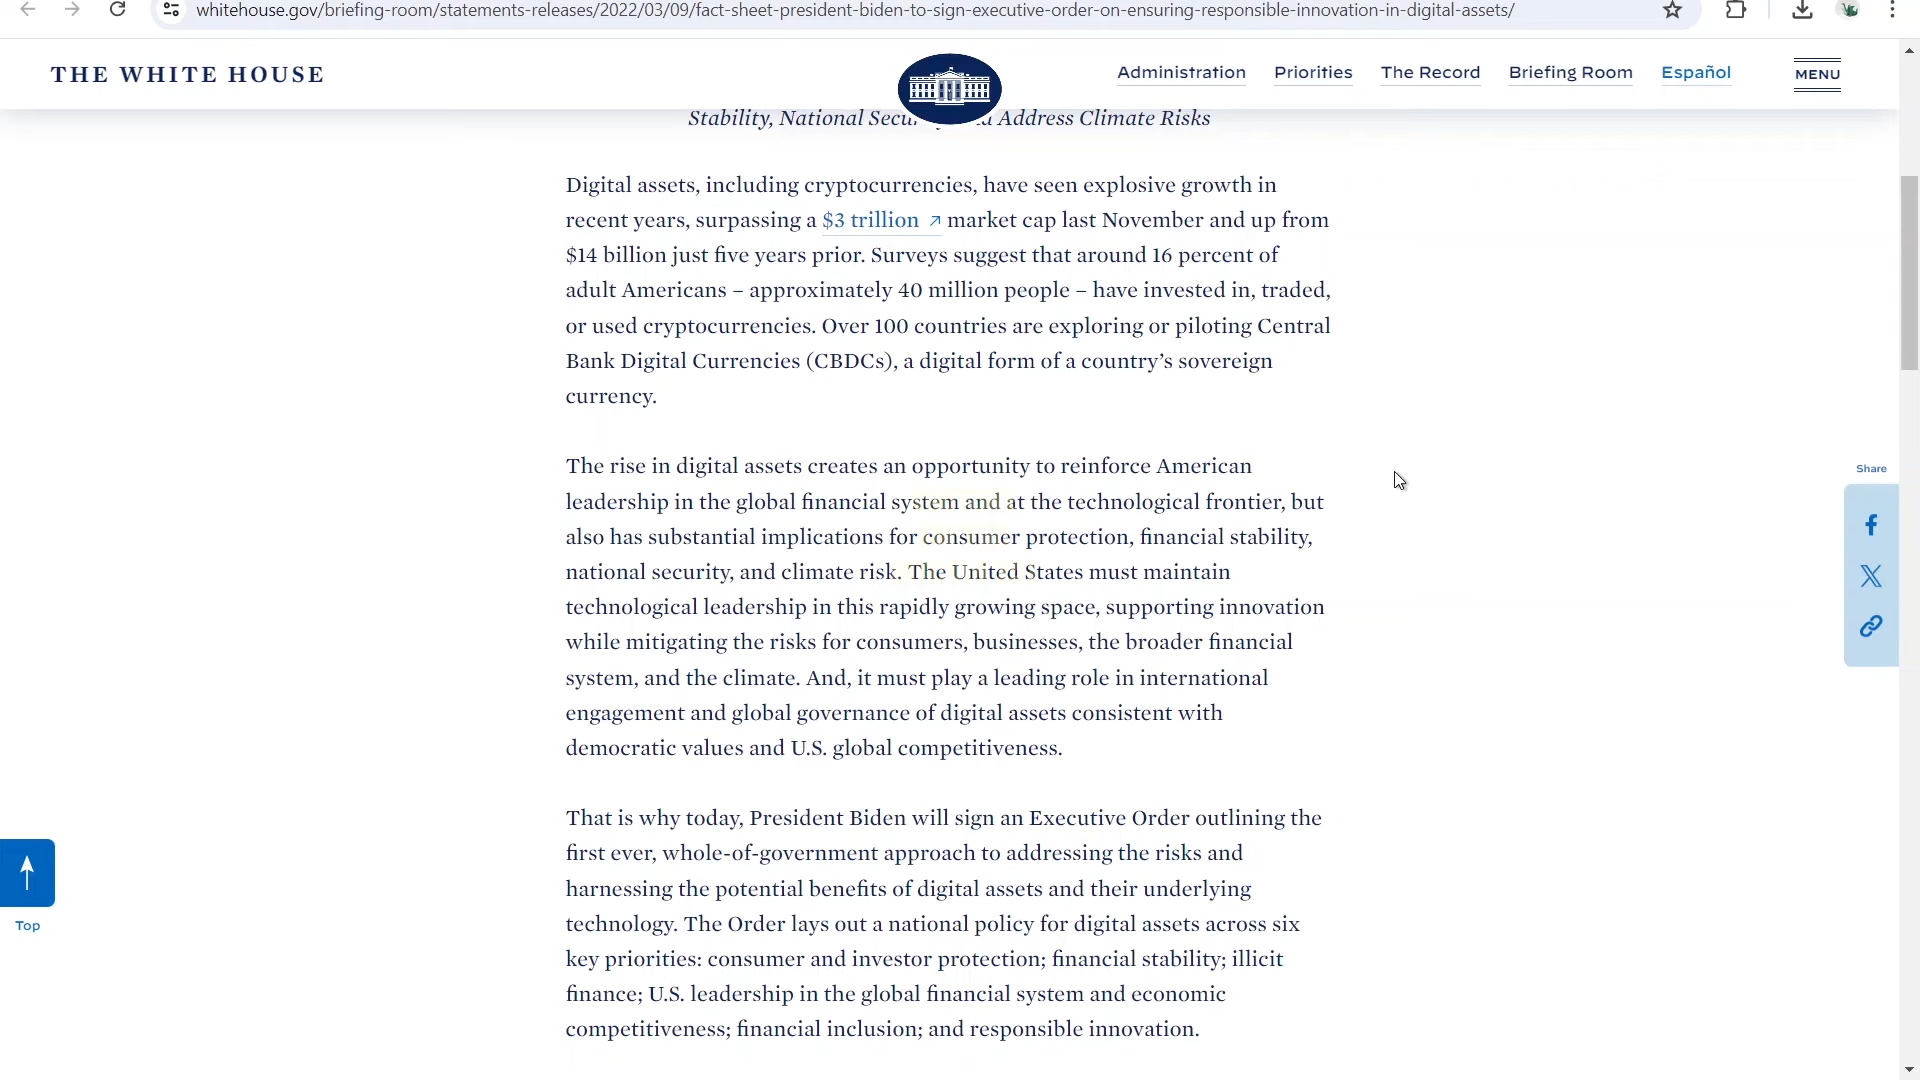 whitehouse.gov/briefing-room/statements-releases/2022/03/09/fact-sheet-president-biden-to-sign-executive-order-on-ensuring-responsible-innovation-in-digital-assets/
THE WHITE HOUSE
Administration Priorities The Record Briefing Room Español MENU
Stability, National Address Climate Risks
Digital assets, including cryptocurrencies, have seen explosive growth in
recent years, surpassing a $3 trillion ↗ market cap last November and up from
$14 billion just five years prior. Surveys suggest that around 16 percent of
adult Americans – approximately 40 million people – have invested in, traded,
or used cryptocurrencies. Over 100 countries are exploring or piloting Central
Bank Digital Currencies (CBDCs), a digital form of a country’s sovereign
currency.
The rise in digital assets creates an opportunity to reinforce American
leadership in the global financial system and at the technological frontier, but
also has substantial implications for consumer protection, financial stability,
national security, and climate risk. The United States must maintain
technological leadership in this rapidly growing space, supporting innovation
while mitigating the risks for consumers, businesses, the broader financial
system, and the climate. And, it must play a leading role in international
engagement and global governance of digital assets consistent with
democratic values and U.S. global competitiveness.
That is why today, President Biden will sign an Executive Order outlining the
first ever, whole-of-government approach to addressing the risks and
harnessing the potential benefits of digital assets and their underlying
technology. The Order lays out a national policy for digital assets across six
key priorities: consumer and investor protection; financial stability; illicit
finance; U.S. leadership in the global financial system and economic
competitiveness; financial inclusion; and responsible innovation.
Share
Top